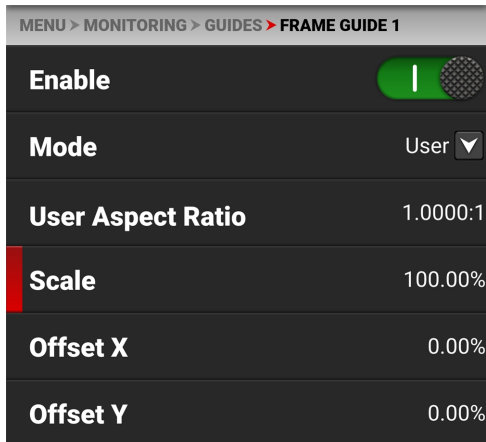 MENU > MONITORING > GUIDES > FRAME GUIDE 1
Enable
Mode User
User Aspect Ratio 1.0000:1
Scale 100.00%
Offset X 0.00%
Offset Y 0.00%